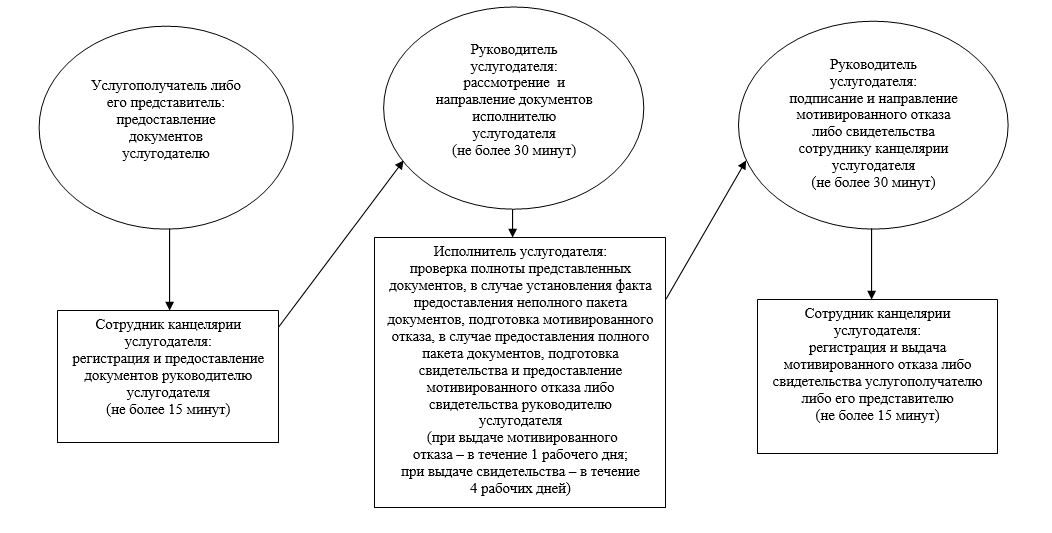 Услугополучатель либо
его представитель:
предоставление
документов
услугодателю
Сотрудник канцелярии
услугодателя:
регистрация и предоставление
документов руководителю
услугодателя
(не более 15 минут)
Руководитель
услугодателя:
рассмотрение и
направление документов
исполнителю
услугодателя
(не более 30 минут)
Исполнитель услугодателя:
проверка полноты представленных
документов, в случае установления факта
предоставления неполного пакета
документов, подготовка мотивированного
отказа, в случае предоставления полного
пакета документов, подготовка
свидетельства и предоставление
мотивированного отказа либо
свидетельства руководителю
услугодателя
(при выдаче мотивированного
отказа – в течение 1 рабочего дня;
при выдаче свидетельства – в течение
4 рабочих дней)
Руководитель
услугодателя:
подписание и направление
мотивированного отказа
либо свидетельства
сотруднику канцелярии
услугодателя
(не более 30 минут)
Сотрудник канцелярии
услугодателя:
регистрация и выдача
мотивированного отказа либо
свидетельства услугополучателю
либо его представителю
(не более 15 минут)